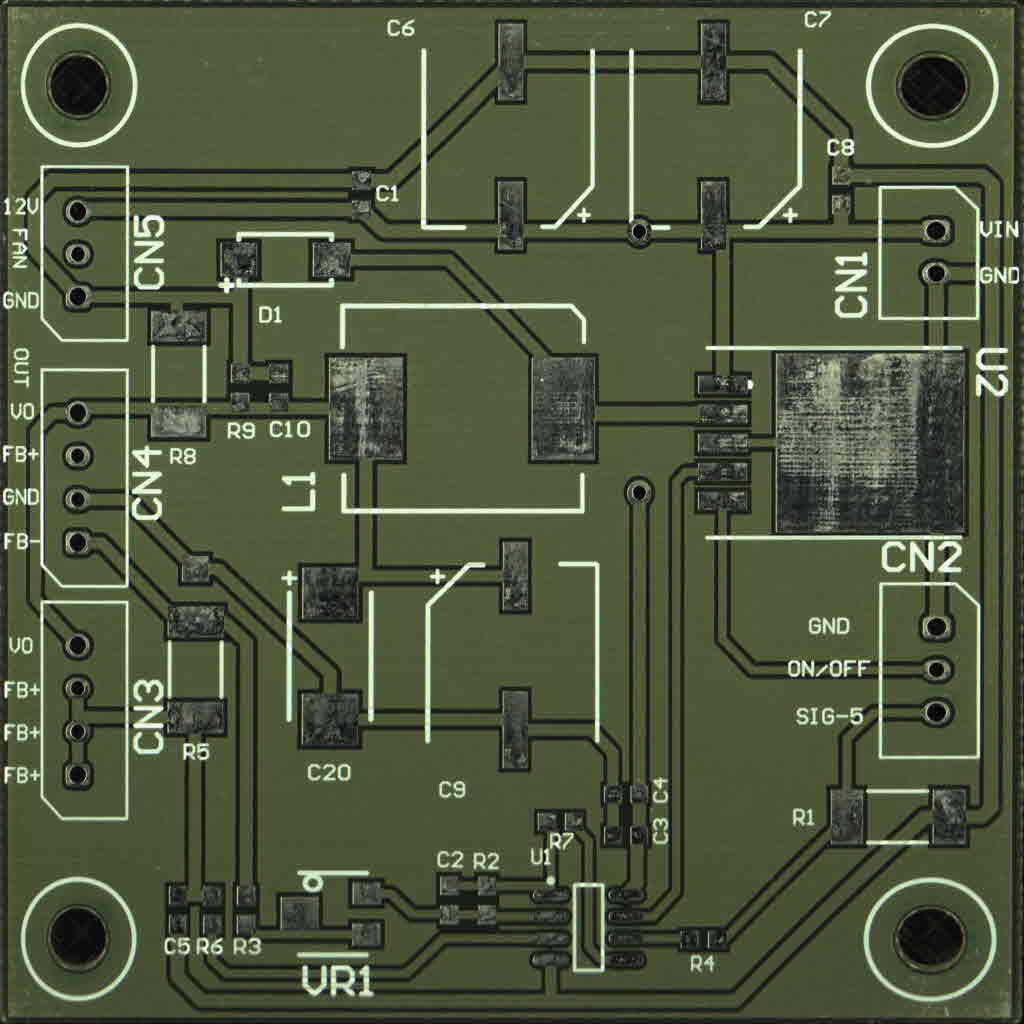 C6
C7
C8
C1
12V
FAN
GND
CN5
VIN
GND
CN1
D1
OUT
U2
VO
FB+
GND
FB-
CN4
R8
R9
C10
L1
+
+
+
+
+
CN2
GND
ON/OFF
SIG-5
VO
FB+
FB+
FB+
CN3
R5
C20
C9
C4
C3
R1
R7
U1
C2
R2
C5
R6
R3
VR1
R4